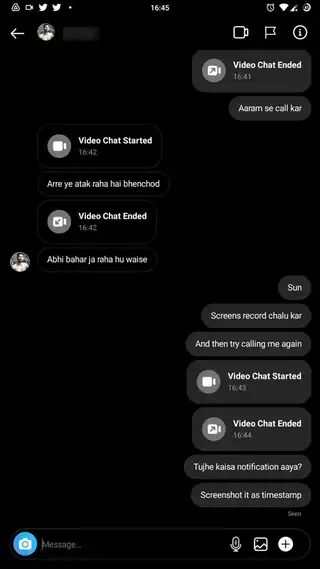 16:45
Video Chat Ended
16:41
Aaram se call kar
Video Chat Started
16:42
Arre ye atak raha hai bhenchod
Video Chat Ended
16:42
Abhi bahar ja raha hu waise
Sun
Screens record chalu kar
And then try calling me again
Video Chat Started
16:43
Video Chat Ended
16:44
Tujhe kaisa notification aaya?
Screenshot it as timestamp
Seen
Message...